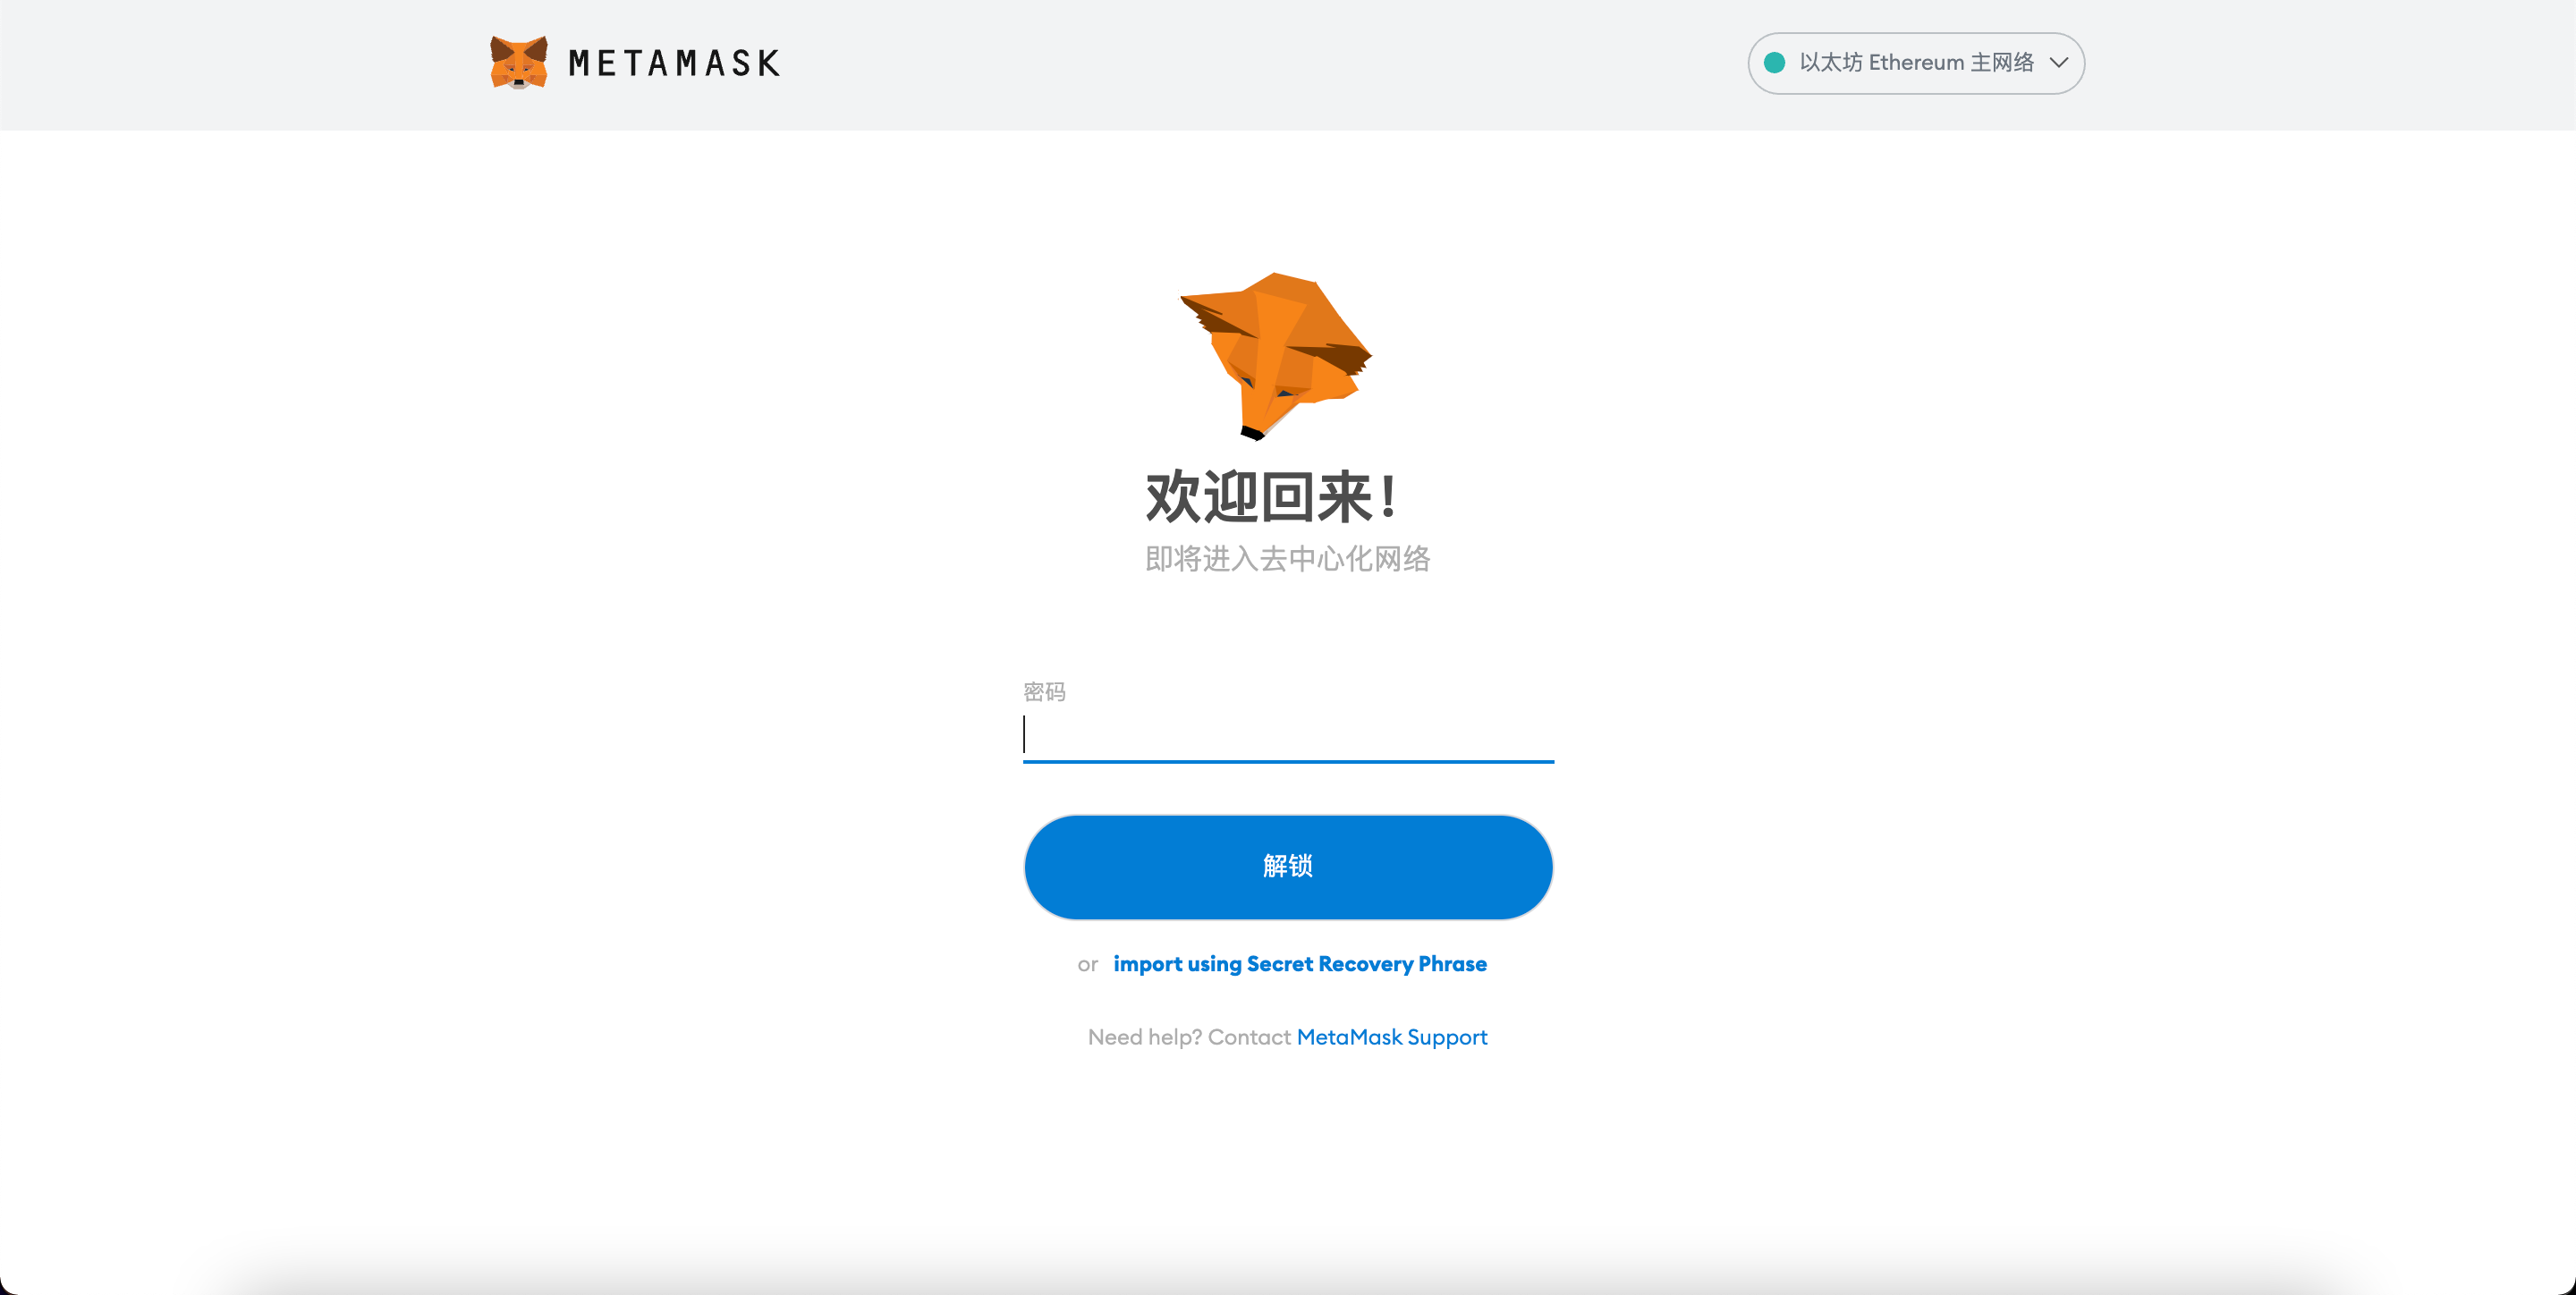 METAMASK
以太坊 Ethereum 主网络
欢迎回来！
即将进入去中心化网络
密码
解锁
or import using Secret Recovery Phrase
Need help? Contact MetaMask Support